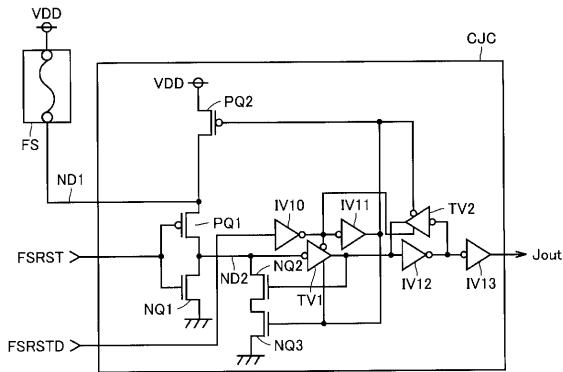 VDD
CJC
VDD
PQ2
FS
ND1
IV10
IV11
TV2
PQ1
FSRST
NQ2
ND2
TV1
IV12
IV13
Jout
NQ1
FSRSTD
NQ3